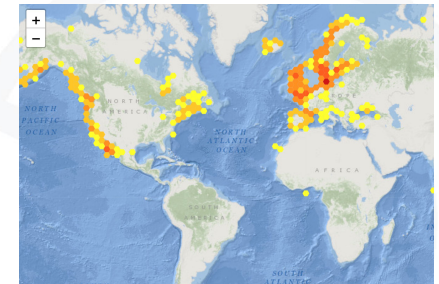 +
−
NORTH
AMERICA
NORTH
PACIFIC
OCEAN
NORTH
ATLANTIC
OCEAN
AFRICA
SOUTH
AMERICA
SOUTH
ATLANTIC